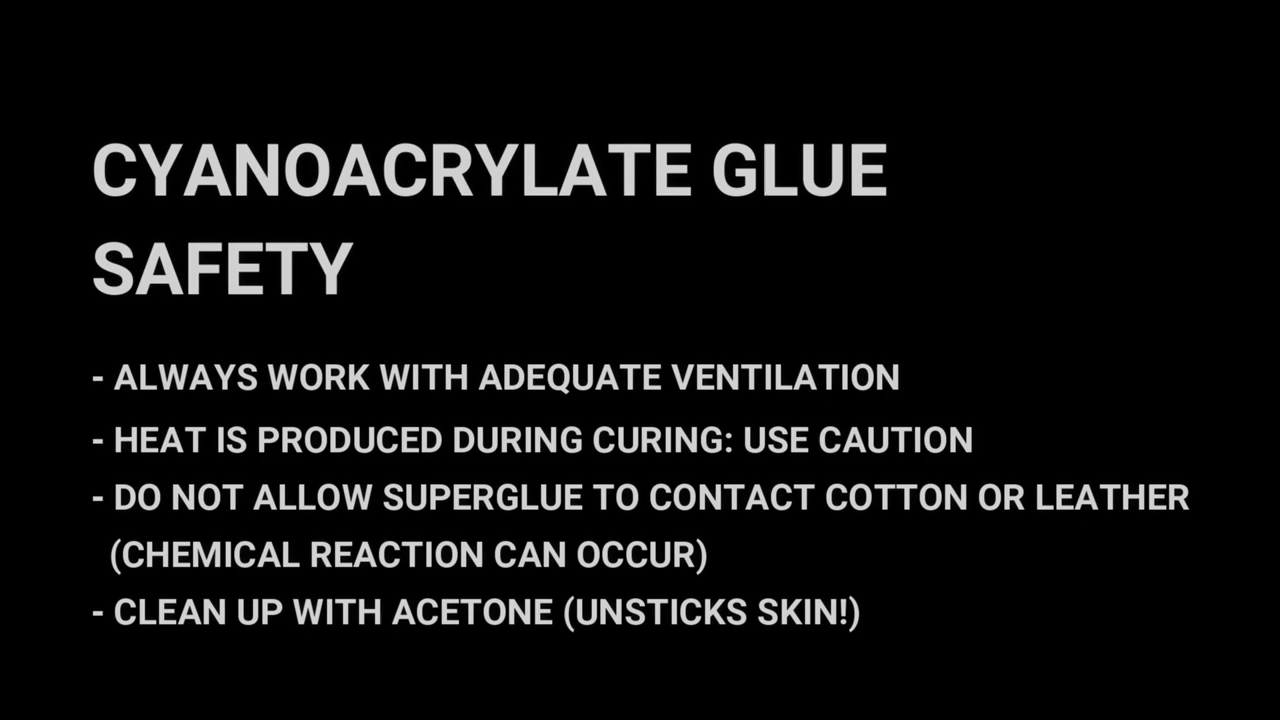 CYANOACRYLATE GLUE
SAFETY
- ALWAYS WORK WITH ADEQUATE VENTILATION
- HEAT IS PRODUCED DURING CURING: USE CAUTION
- DO NOT ALLOW SUPERGLUE TO CONTACT COTTON OR LEATHER
(CHEMICAL REACTION CAN OCCUR)
- CLEAN UP WITH ACETONE (UNSTICKS SKIN!)